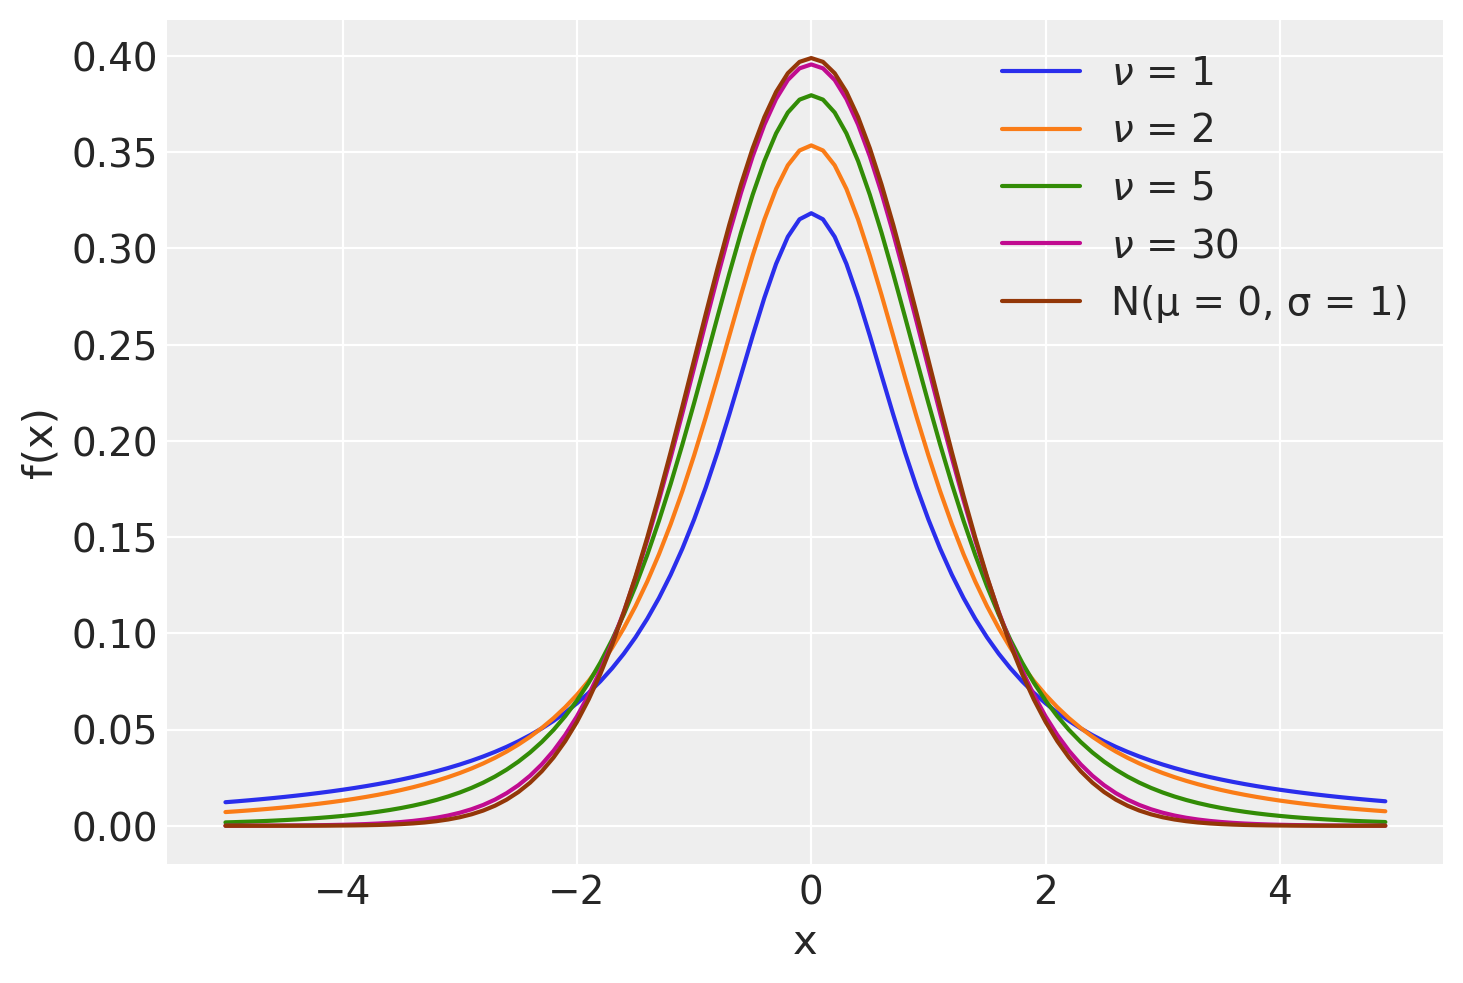 0.40
0.35
0.30
0.25
0.20
0.15
0.10
0.05
0.00
f(x)
ν = 1
ν = 2
ν = 5
ν = 30
N(μ = 0, σ = 1)
−4 −2 0 2 4
x